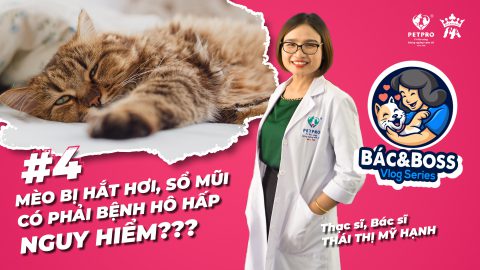 PETPRO
#4
MÈO BỊ HẮT HƠI, SỔ MŨI
CÓ PHẢI BỆNH HÔ HẤP
NGUY HIỂM???
PETPRO
BÁC&BOSS
Vlog Series
Thạc sĩ, Bác sĩ
THÁI THỊ MỸ HẠNH